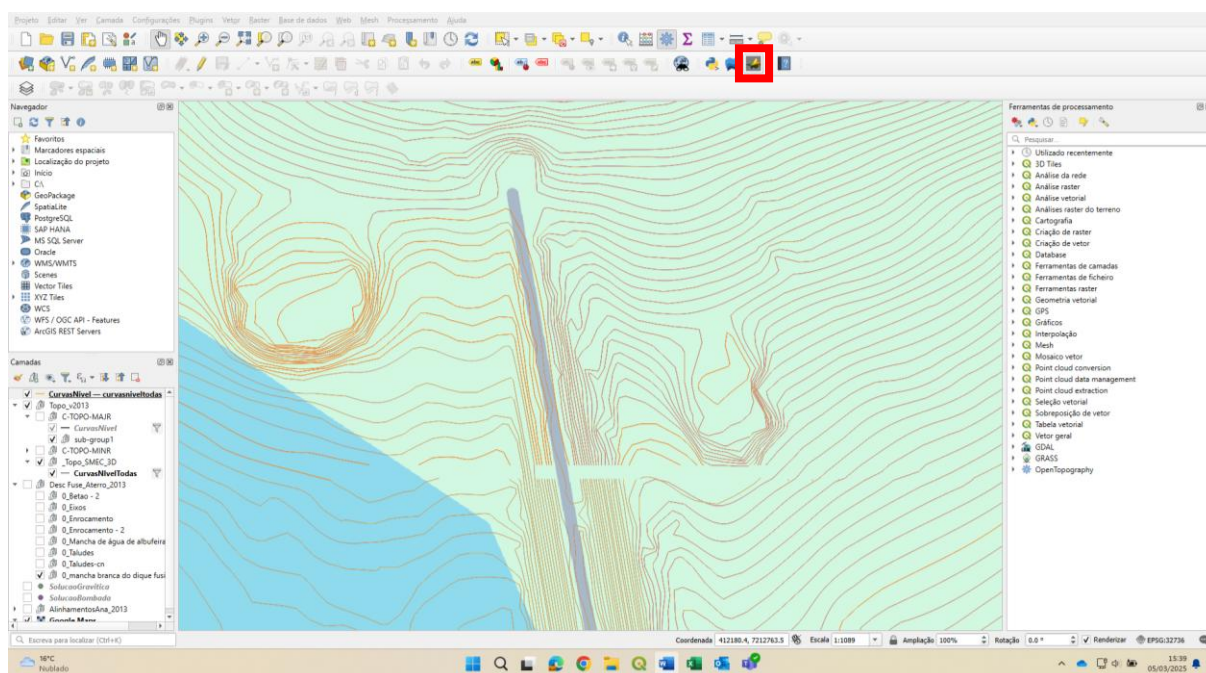 Projeto Editar Ver Camada Configurações Plugins Vetor Raster Base de dados Web Mesh Processamento Ajuda
Navegador
Favoritos
Marcadores espaciais
Localização do projeto
Início
C:\
GeoPackage
SpatiaLite
PostgreSQL
SAP HANA
MS SQL Server
Oracle
WMS/WMTS
Scenes
Vector Tiles
XYZ Tiles
WCS
WFS / OGC API - Features
ArcGIS REST Servers
Camadas
CurvasNível — curvasniveltodas
Topo_v2013
C-TOPO-MAJR
CurvasNivel
sub-group1
C-TOPO-MINR
_Topo_SMEC_3D
CurvasNívelTodas
Desc Fuse_Aterro_2013
0_Betao - 2
0_Eixos
0_Enrocamento
0_Enrocamento - 2
0_Mancha de água de albufeira
0_Taludes
0_Taludes-cn
0_mancha branca do dique fusi
SolucaoGravitica
SolucaoBombada
AlinhamentosAna_2013
Google Maps
Ferramentas de processamento
Pesquisar...
Utilizado recentemente
3D Tiles
Análise da rede
Análise raster
Análise vetorial
Análises raster do terreno
Cartografia
Criação de raster
Criação de vetor
Database
Ferramentas de camadas
Ferramentas de ficheiro
Ferramentas raster
Geometria vetorial
GPS
Gráficos
Interpolação
Mesh
Mosaico vetor
Point cloud conversion
Point cloud data management
Point cloud extraction
Seleção vetorial
Sobreposição de vetor
Tabela vetorial
Vetor geral
GDAL
GRASS
OpenTopography
Escreva para localizar (Ctrl+K) Coordenada 412180.4, 7212763.5 Escala 1:1089 Ampliação 100% Rotação 0.0 ° Renderizar EPSG:32736
16°C
Nublado
15:39
05/03/2025